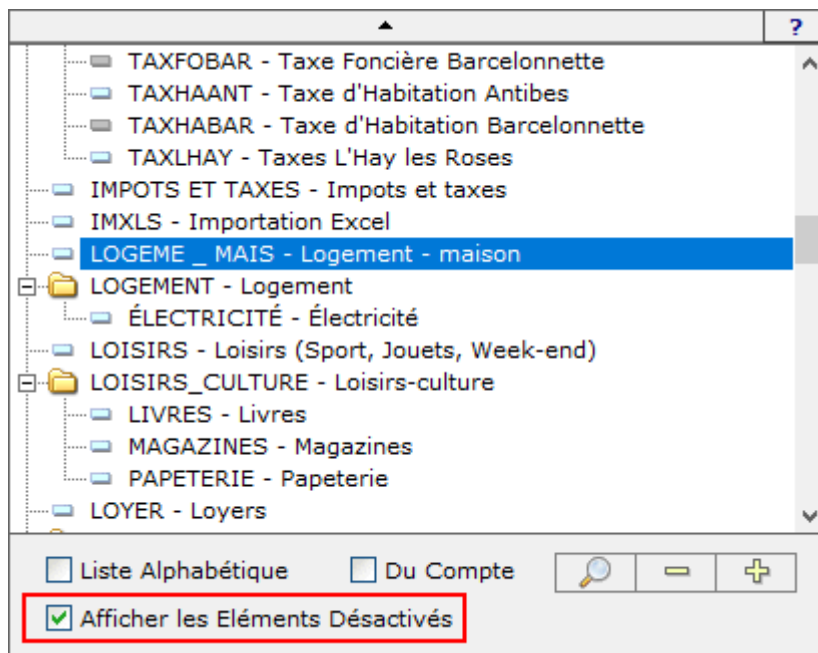 ?
TAXFOBAR - Taxe Foncière Barcelonnette
TAXHAANT - Taxe d'Habitation Antibes
TAXHABAR - Taxe d'Habitation Barcelonnette
TAXLHAY - Taxes L'Hay les Roses
IMPOTS ET TAXES - Impots et taxes
IMXLS - Importation Excel
LOGEME _ MAIS - Logement - maison
LOGEMENT - Logement
ÉLECTRICITÉ - Électricité
LOISIRS - Loisirs (Sport, Jouets, Week-end)
LOISIRS_CULTURE - Loisirs-culture
LIVRES - Livres
MAGAZINES - Magazines
PAPETERIE - Papeterie
LOYER - Loyers
Liste Alphabétique Du Compte
Afficher les Eléments Désactivés